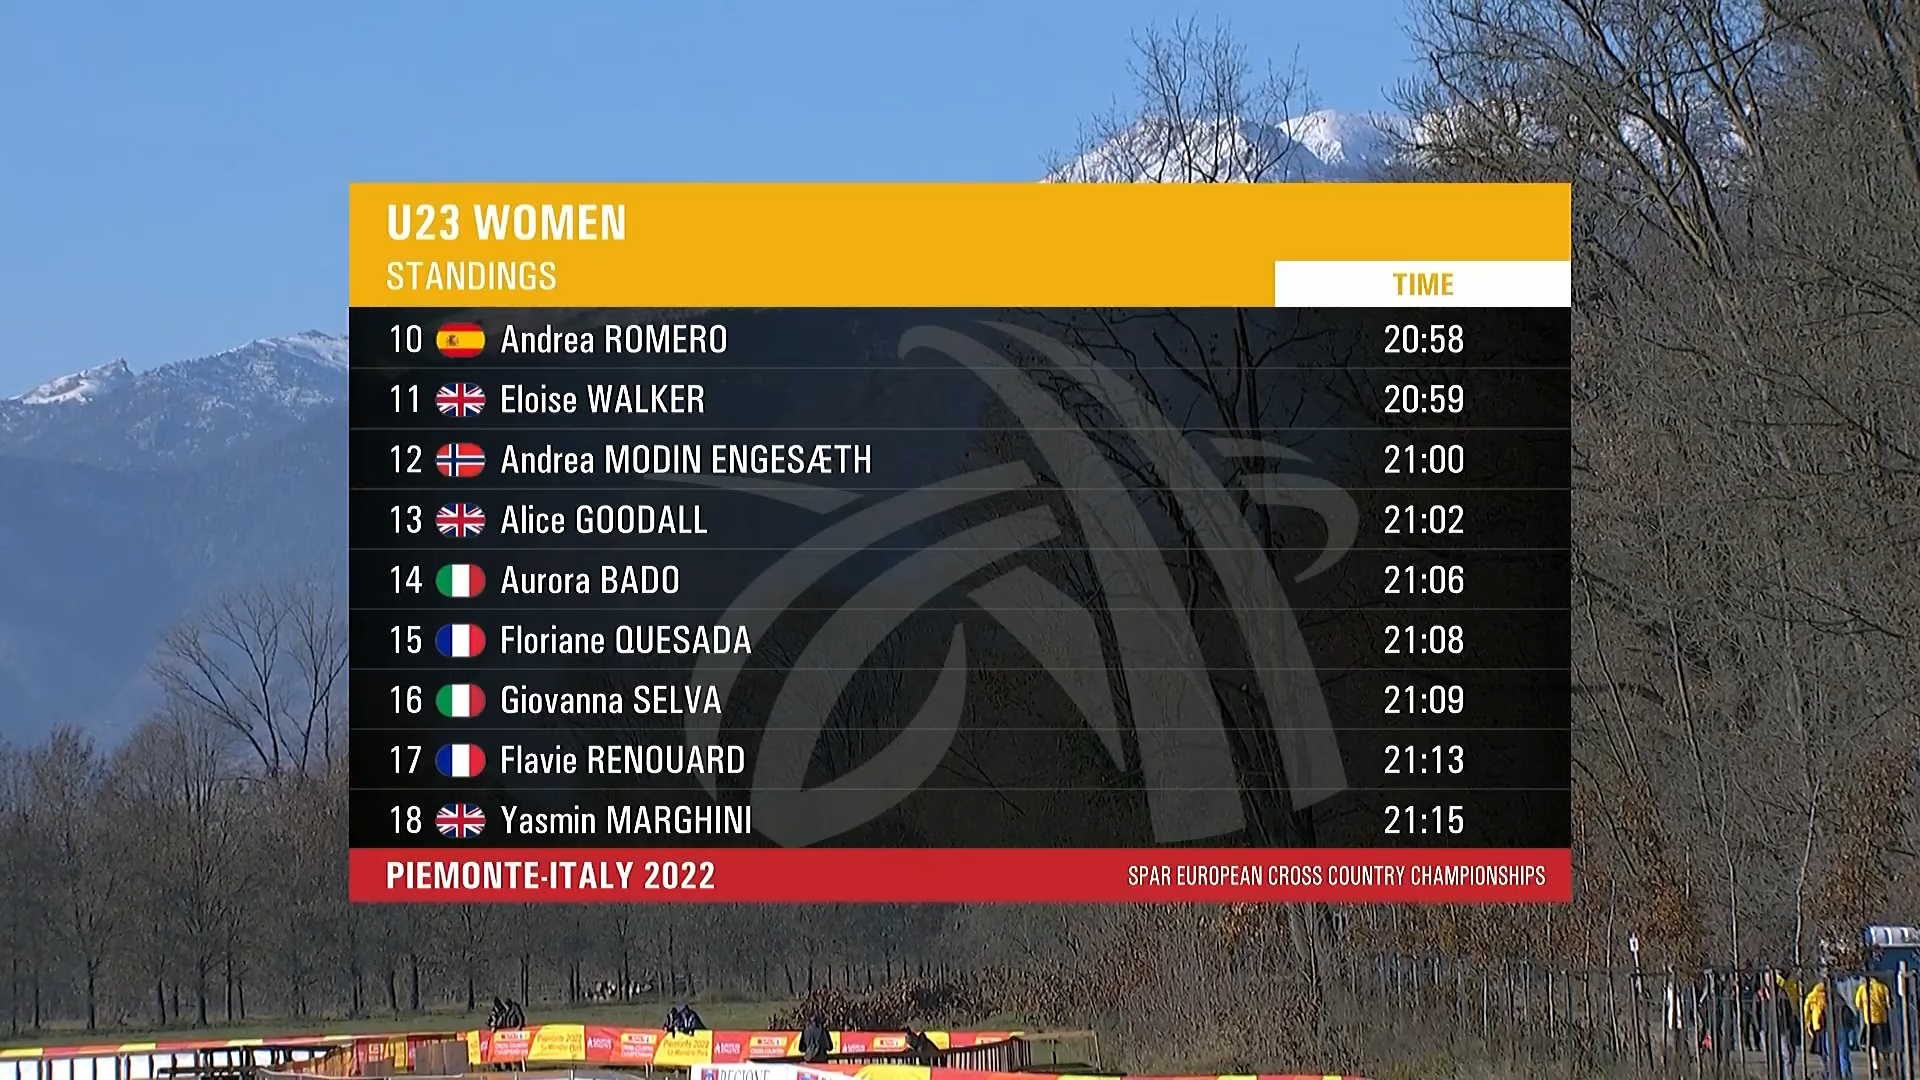 U23 WOMEN
STANDINGS
TIME
10 Andrea ROMERO 20:58
11 Eloise WALKER 20:59
12 Andrea MODIN ENGESÆTH 21:00
13 Alice GOODALL 21:02
14 Aurora BADO 21:06
15 Floriane QUESADA 21:08
16 Giovanna SELVA 21:09
17 Flavie RENOUARD 21:13
18 Yasmin MARGHINI 21:15
PIEMONTE-ITALY 2022
SPAR EUROPEAN CROSS COUNTRY CHAMPIONSHIPS
REGIONE